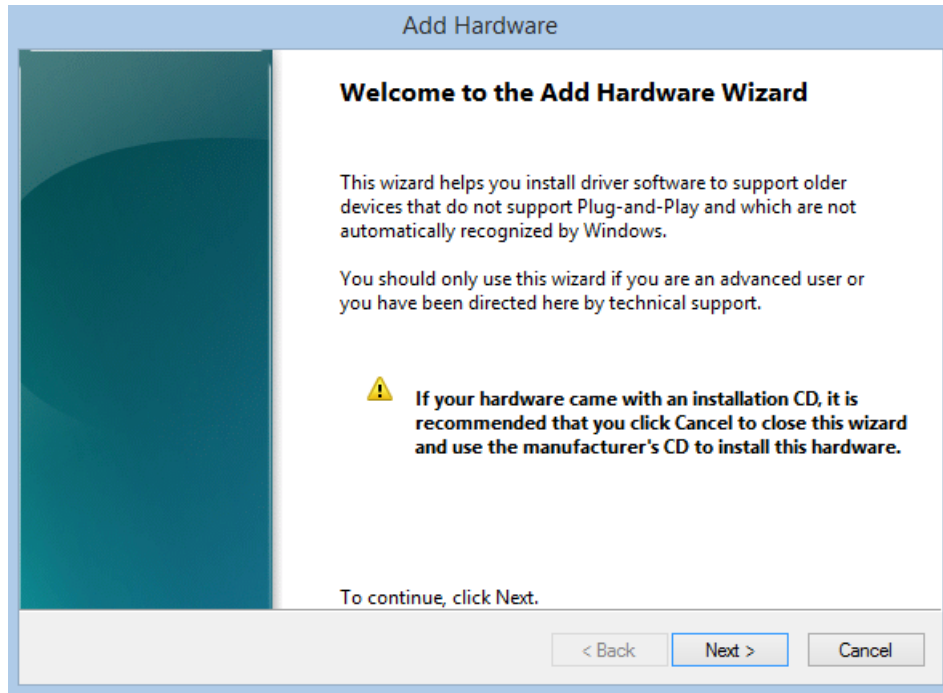 Add Hardware
Welcome to the Add Hardware Wizard
This wizard helps you install driver software to support older
devices that do not support Plug-and-Play and which are not
automatically recognized by Windows.
You should only use this wizard if you are an advanced user or
you have been directed here by technical support.
If your hardware came with an installation CD, it is
recommended that you click Cancel to close this wizard
and use the manufacturer's CD to install this hardware.
To continue, click Next.
< Back Next > Cancel